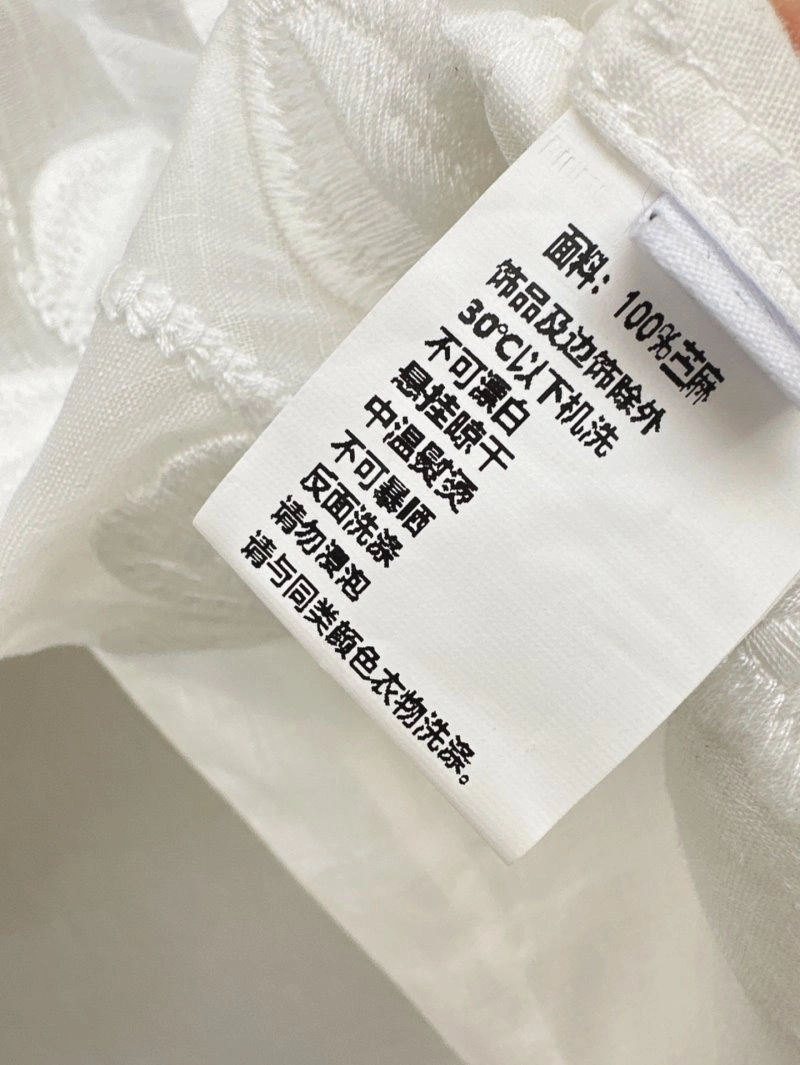 面料：100%苎麻
饰品及边饰除外
30℃以下机洗
不可漂白
悬挂晾干
中温熨烫
不可暴晒
反面洗涤
请勿浸泡
请与同类颜色衣物洗涤。